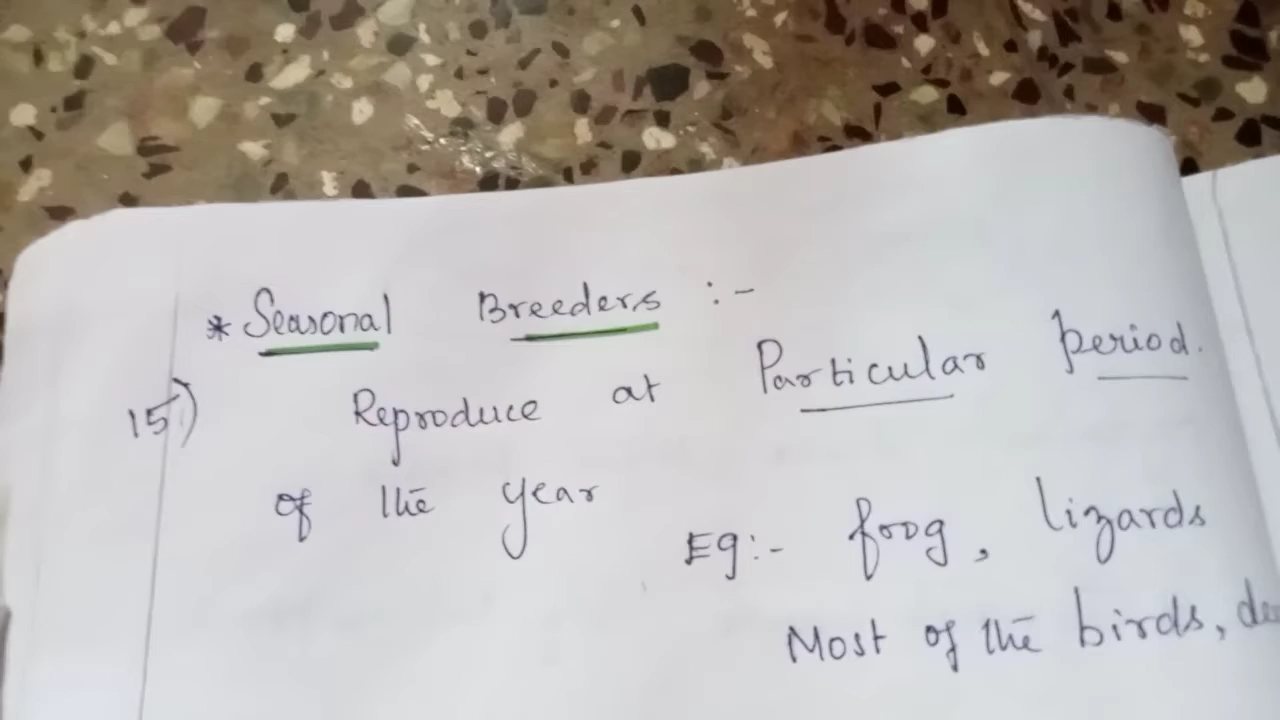 * Seasonal Breeders :-
15) Reproduce at Particular period.
of the year
Eg:- frog, lizards
Most of the birds,